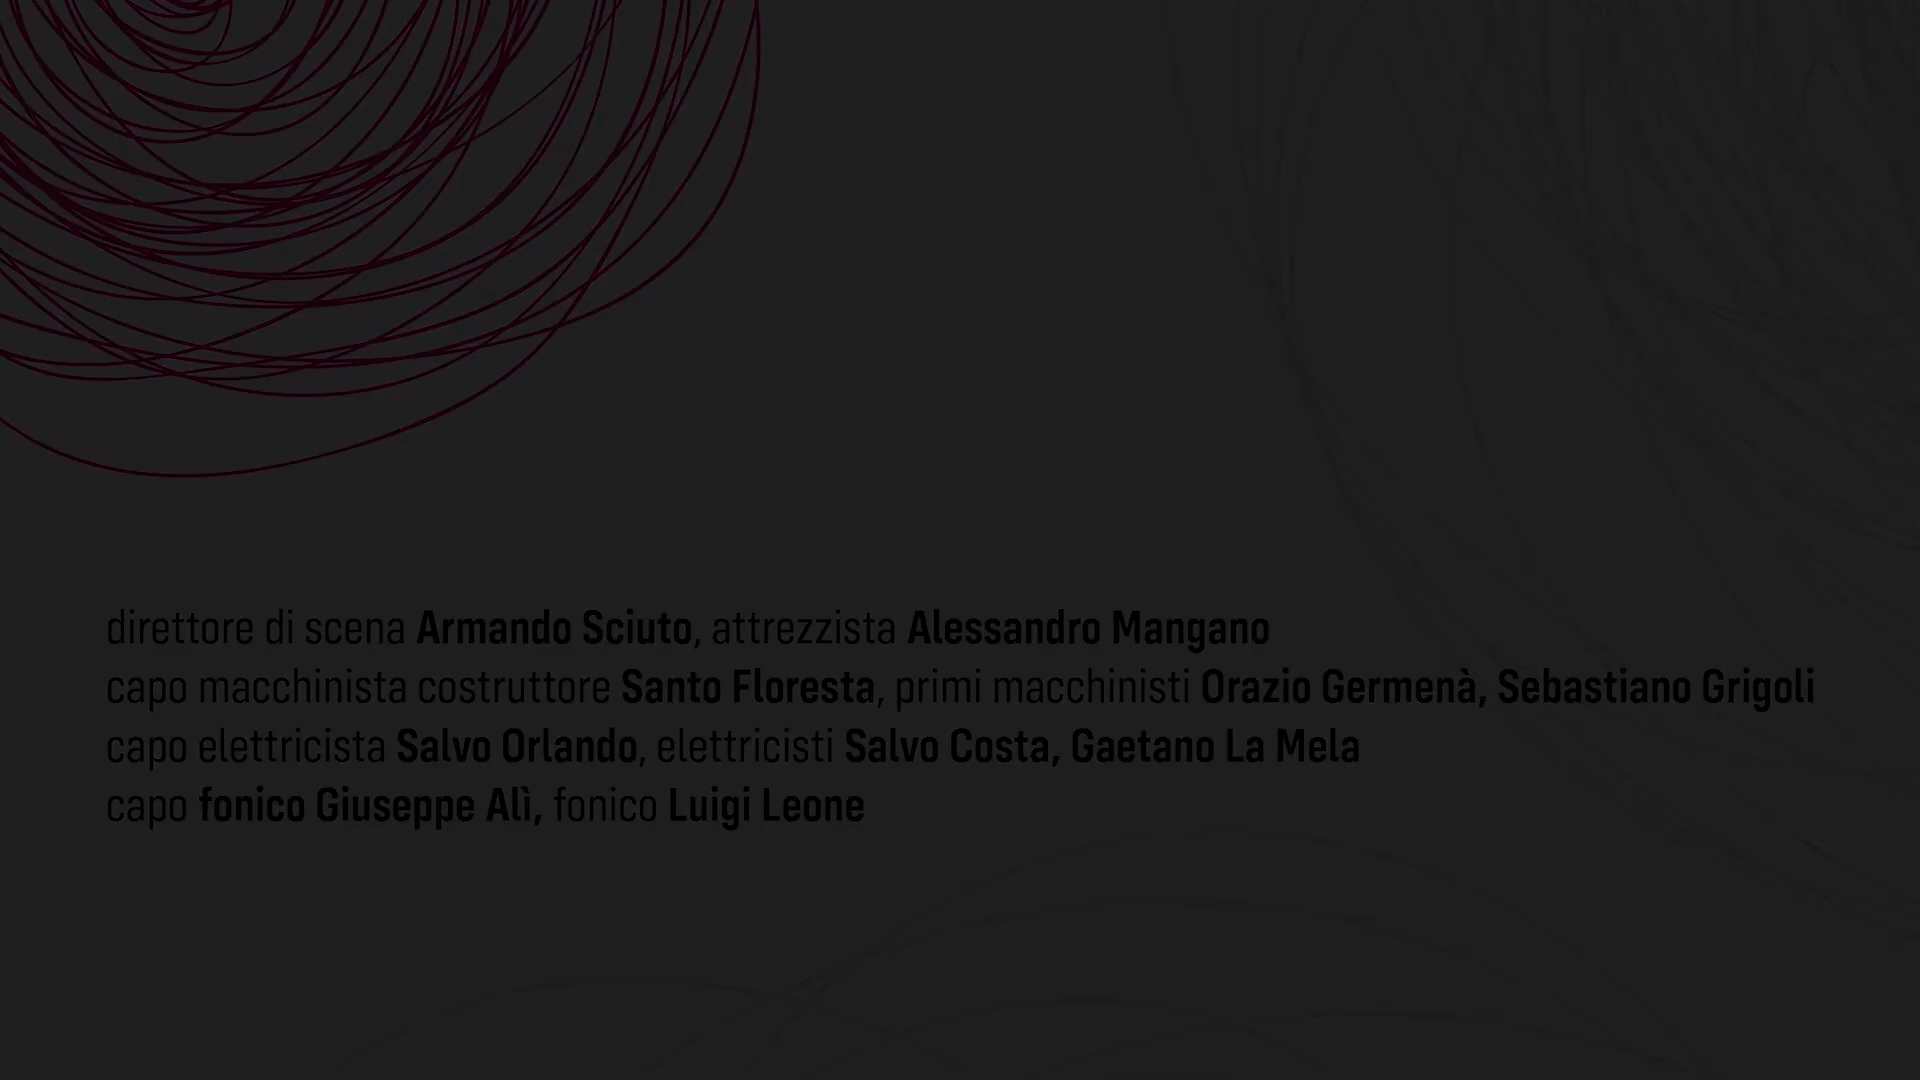 direttore di scena Armando Sciuto, attrezzista Alessandro Mangano
capo macchinista costruttore Santo Floresta, primi macchinisti Orazio Germenà, Sebastiano Grigoli
capo elettricista Salvo Orlando, elettricisti Salvo Costa, Gaetano La Mela
capo fonico Giuseppe Alì, fonico Luigi Leone